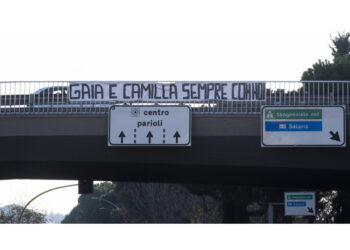 GAIA E CAMILLA SEMPRE CON NOI
centro
parioli
Tangenziale est
Salaria